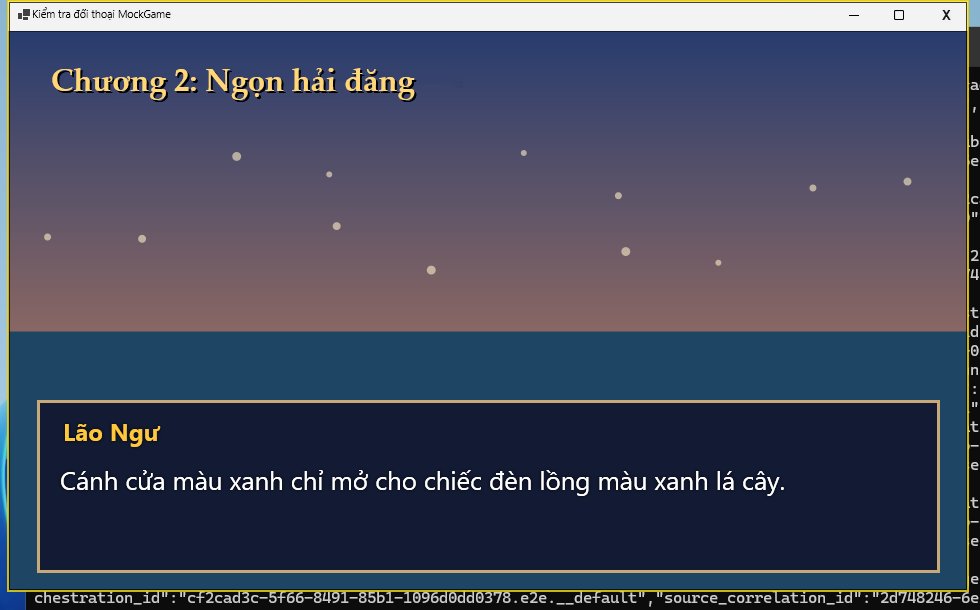 Kiểm tra đối thoại MockGame
Chương 2: Ngọn hải đăng
Lão Ngư
Cánh cửa màu xanh chỉ mở cho chiếc đèn lồng màu xanh lá cây.
chestration_id":"cf2cad3c-5f66-8491-85b1-1096d0dd0378.e2e.__default","source_correlation_id":"2d748246-6e